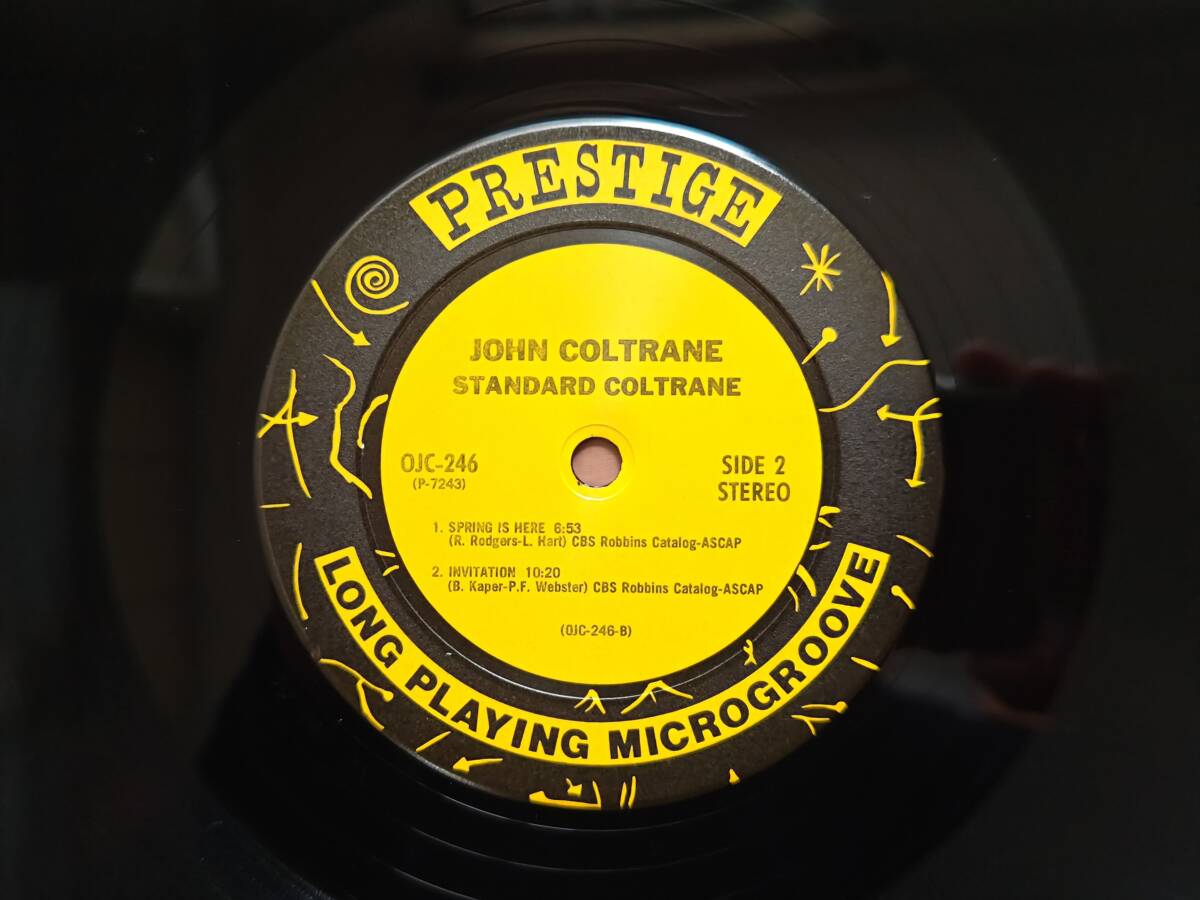 PRESTIGE
JOHN COLTRANE
STANDARD COLTRANE
OJC-246
(P-7243)
SIDE 2
STEREO
1. SPRING IS HERE 6:53
(R. Rodgers-L. Hart) CBS Robbins Catalog-ASCAP
2. INVITATION 10:20
(B. Kaper-P.F. Webster) CBS Robbins Catalog-ASCAP
(OJC-246-B)
LONG PLAYING MICROGROOVE